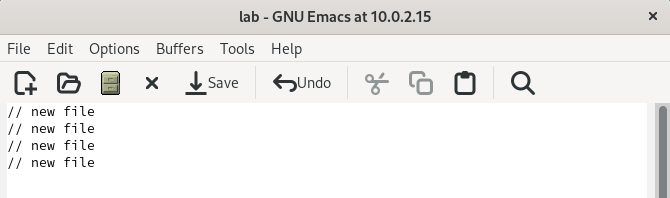 lab - GNU Emacs at 10.0.2.15
File Edit Options Buffers Tools Help
Save Undo
// new file
// new file
// new file
// new file